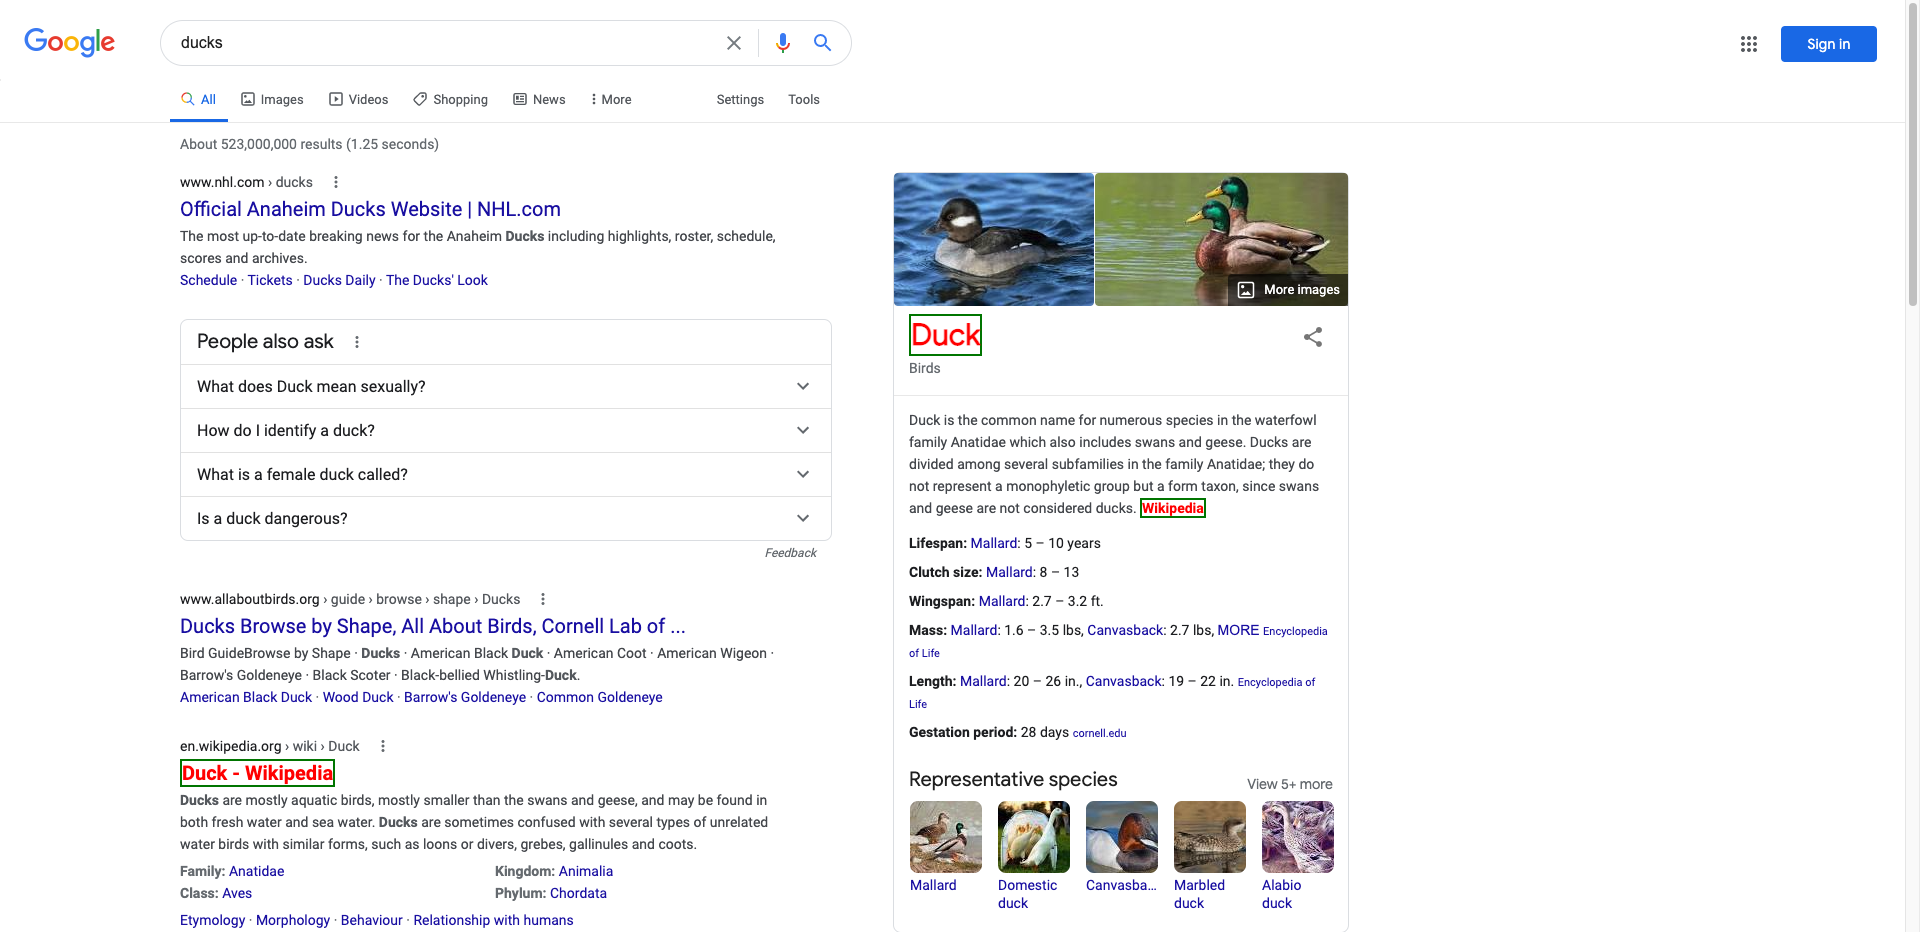 Google
ducks
Sign in
All
Images
Videos
Shopping
News
More
Settings
Tools
About 523,000,000 results (1.25 seconds)
www.nhl.com › ducks
Official Anaheim Ducks Website | NHL.com
The most up-to-date breaking news for the Anaheim Ducks including highlights, roster, schedule,
scores and archives.
Schedule · Tickets · Ducks Daily · The Ducks' Look
People also ask
What does Duck mean sexually?
How do I identify a duck?
What is a female duck called?
Is a duck dangerous?
Feedback
www.allaboutbirds.org › guide › browse › shape › Ducks
Ducks Browse by Shape, All About Birds, Cornell Lab of ...
Bird GuideBrowse by Shape · Ducks · American Black Duck · American Coot · American Wigeon ·
Barrow's Goldeneye · Black Scoter · Black-bellied Whistling-Duck.
American Black Duck · Wood Duck · Barrow's Goldeneye · Common Goldeneye
en.wikipedia.org › wiki › Duck
Duck - Wikipedia
Ducks are mostly aquatic birds, mostly smaller than the swans and geese, and may be found in
both fresh water and sea water. Ducks are sometimes confused with several types of unrelated
water birds with similar forms, such as loons or divers, grebes, gallinules and coots.
Family: Anatidae
Kingdom: Animalia
Class: Aves
Phylum: Chordata
Etymology · Morphology · Behaviour · Relationship with humans
More images
Duck
Birds
Duck is the common name for numerous species in the waterfowl
family Anatidae which also includes swans and geese. Ducks are
divided among several subfamilies in the family Anatidae; they do
not represent a monophyletic group but a form taxon, since swans
and geese are not considered ducks. Wikipedia
Lifespan: Mallard: 5 – 10 years
Clutch size: Mallard: 8 – 13
Wingspan: Mallard: 2.7 – 3.2 ft.
Mass: Mallard: 1.6 – 3.5 lbs, Canvasback: 2.7 lbs, MORE Encyclopedia
of Life
Length: Mallard: 20 – 26 in., Canvasback: 19 – 22 in. Encyclopedia of
Life
Gestation period: 28 days cornell.edu
Representative species
View 5+ more
Mallard
Domestic
duck
Canvasba...
Marbled
duck
Alabio
duck